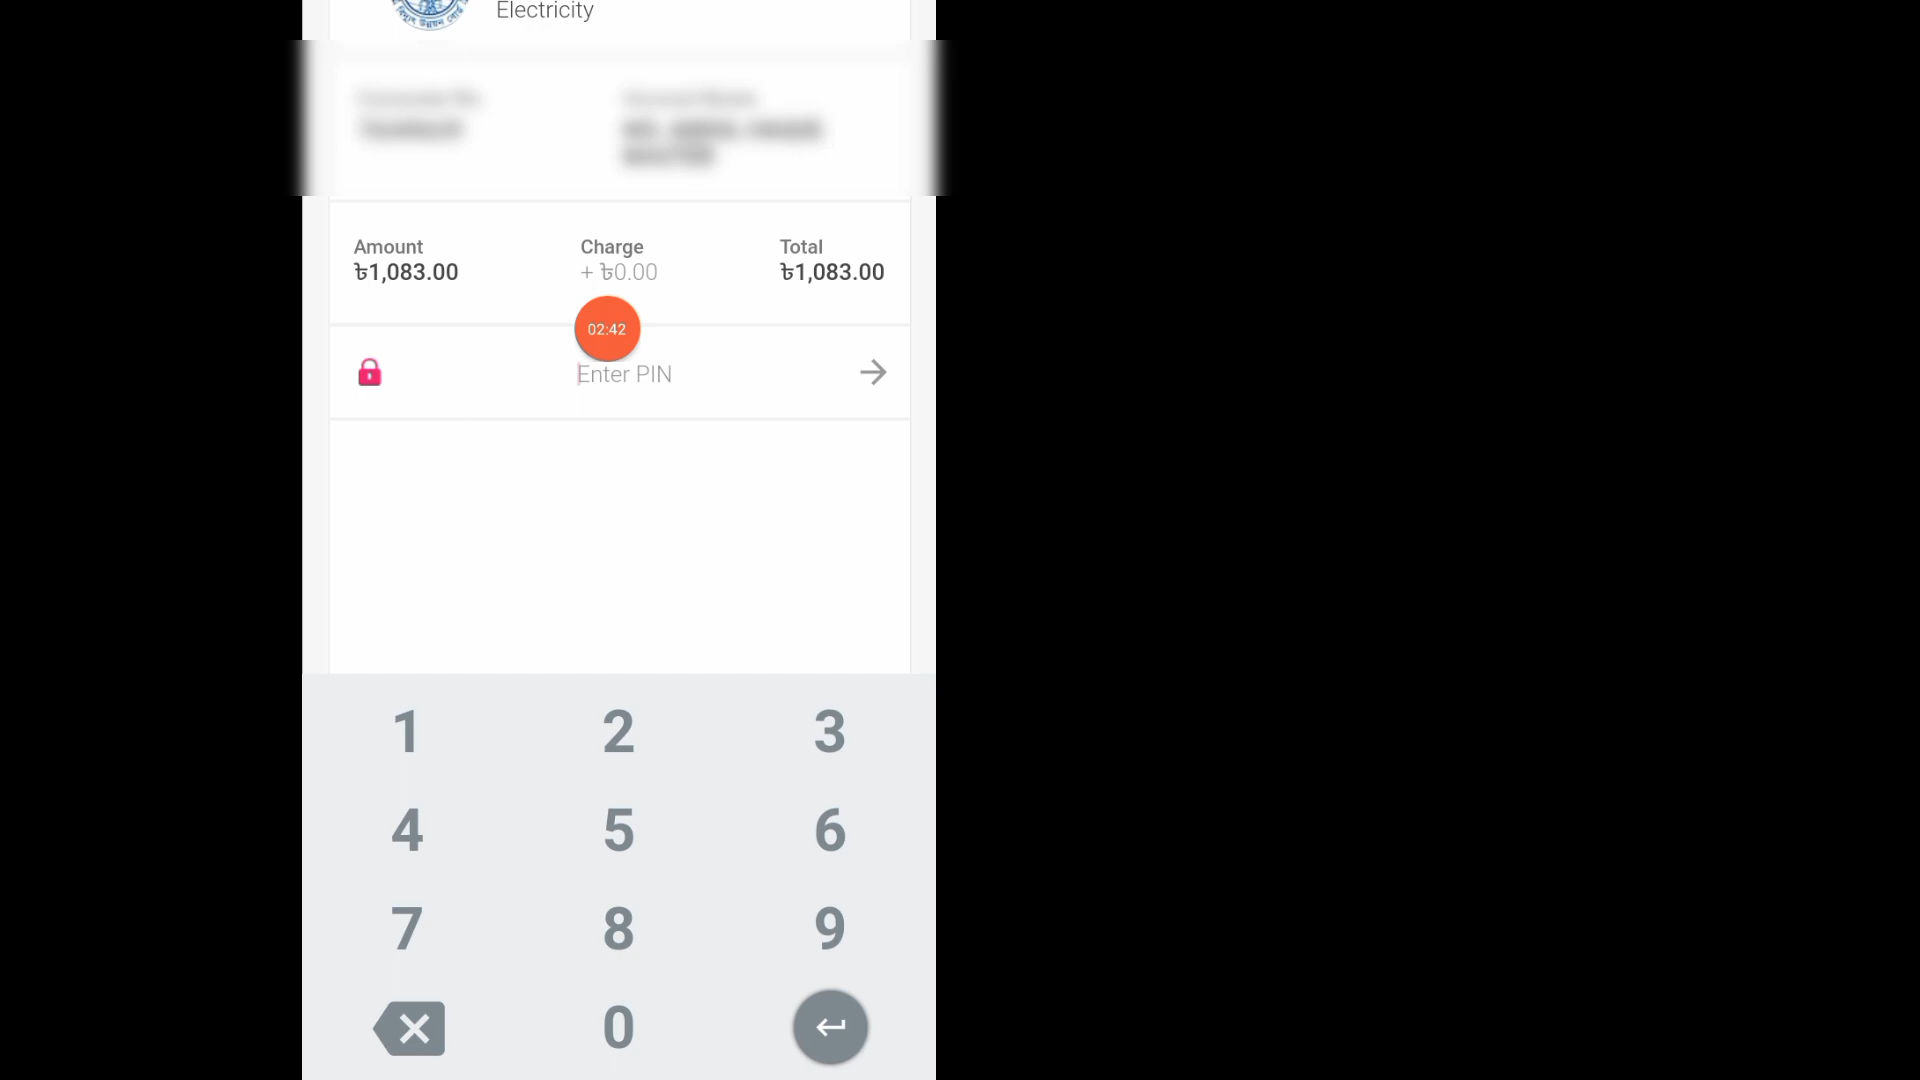 Electricity
Amount Charge Total
৳1,083.00 + ৳0.00 ৳1,083.00
02:42
Enter PIN
1 2 3
4 5 6
7 8 9
0